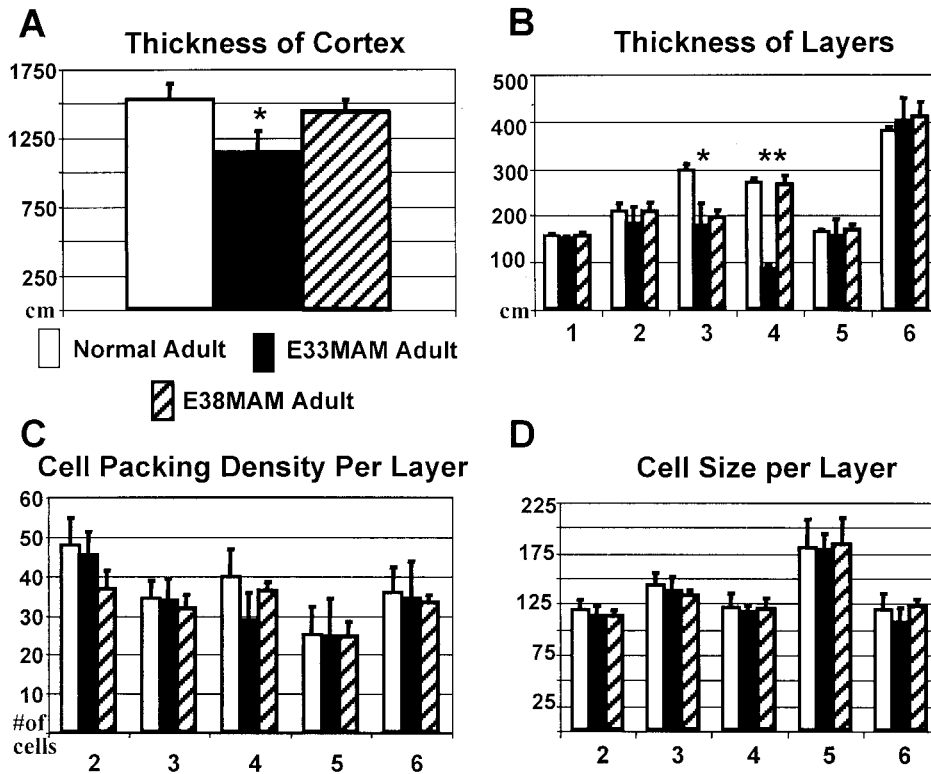 A
Thickness of Cortex
1750
1250
750
250
cm
*
Normal Adult
E33MAM Adult
E38MAM Adult
B
Thickness of Layers
500
400
300
200
100
cm
*
**
1 2 3 4 5 6
C
Cell Packing Density Per Layer
60
50
40
30
20
10
#of
cells
2 3 4 5 6
D
Cell Size per Layer
225
175
125
75
25
2 3 4 5 6